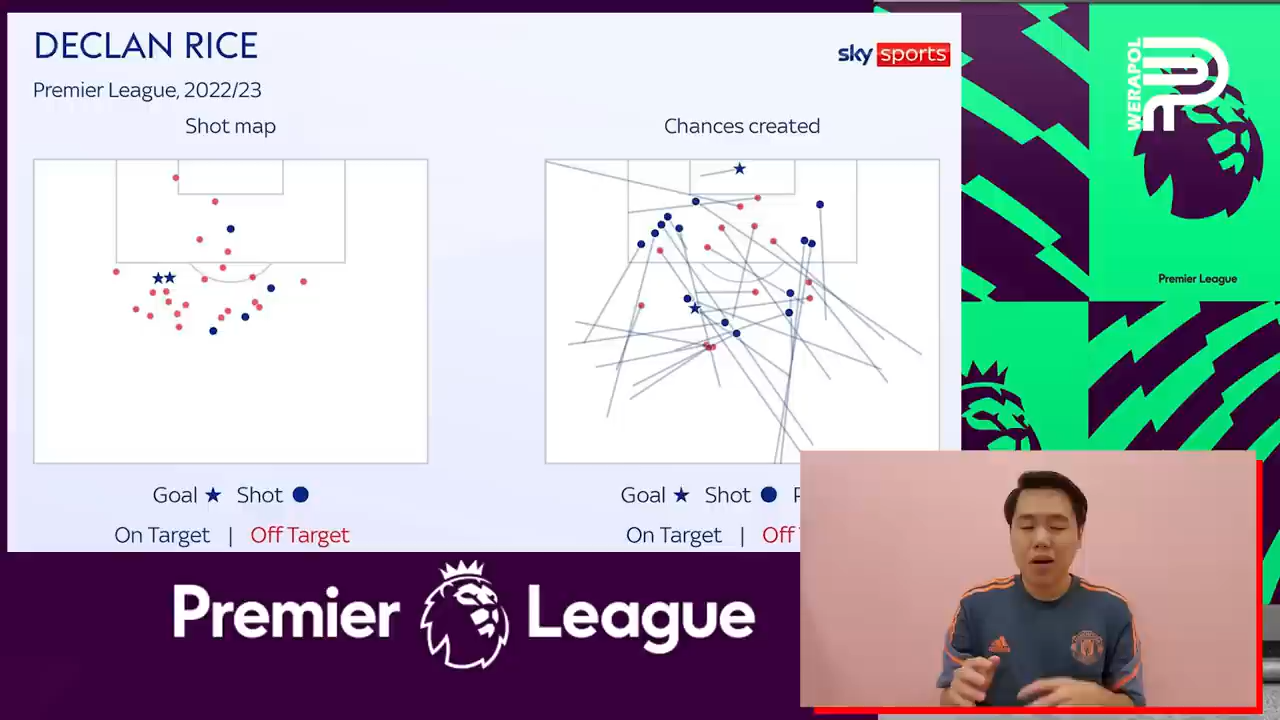 DECLAN RICE
sky sports
Premier League, 2022/23
Shot map
Chances created
Goal ★ Shot ●
On Target | Off Target
Goal ★ Shot ● P
On Target | Off
Premier League
WERAPOL
Premier League